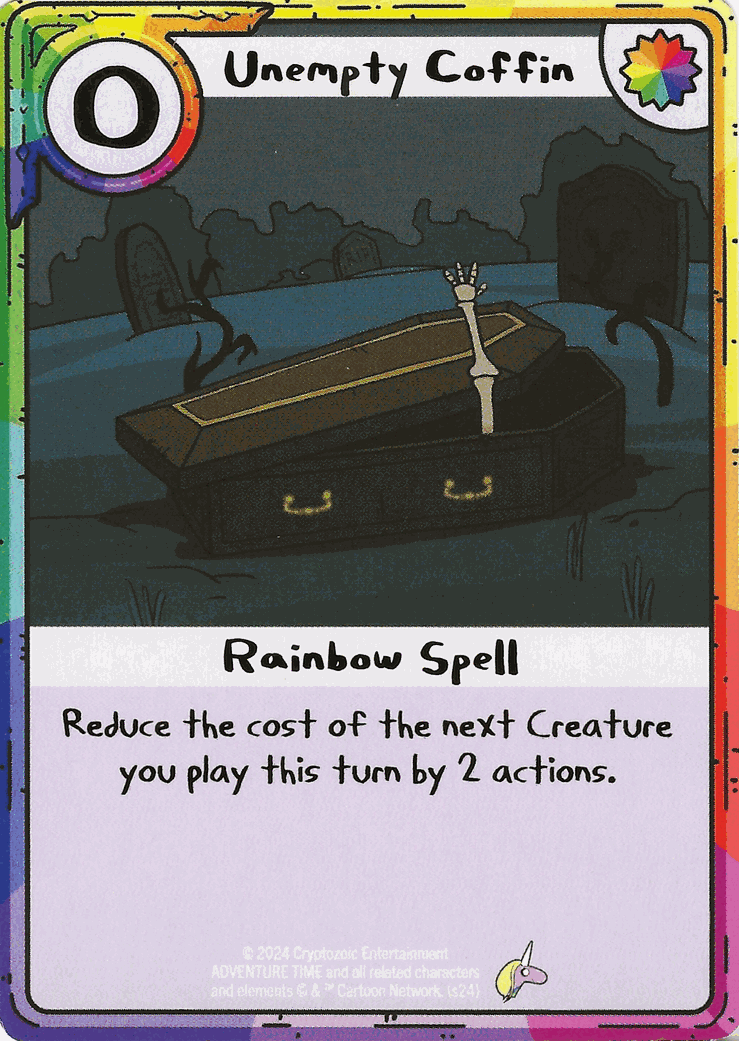 0
Unempty Coffin
RIP
Rainbow Spell
Reduce the cost of the next Creature
you play this turn by 2 actions.
© 2024 Cryptozoic Entertainment
ADVENTURE TIME and all related characters
and elements © & ™ Cartoon Network. (s24)